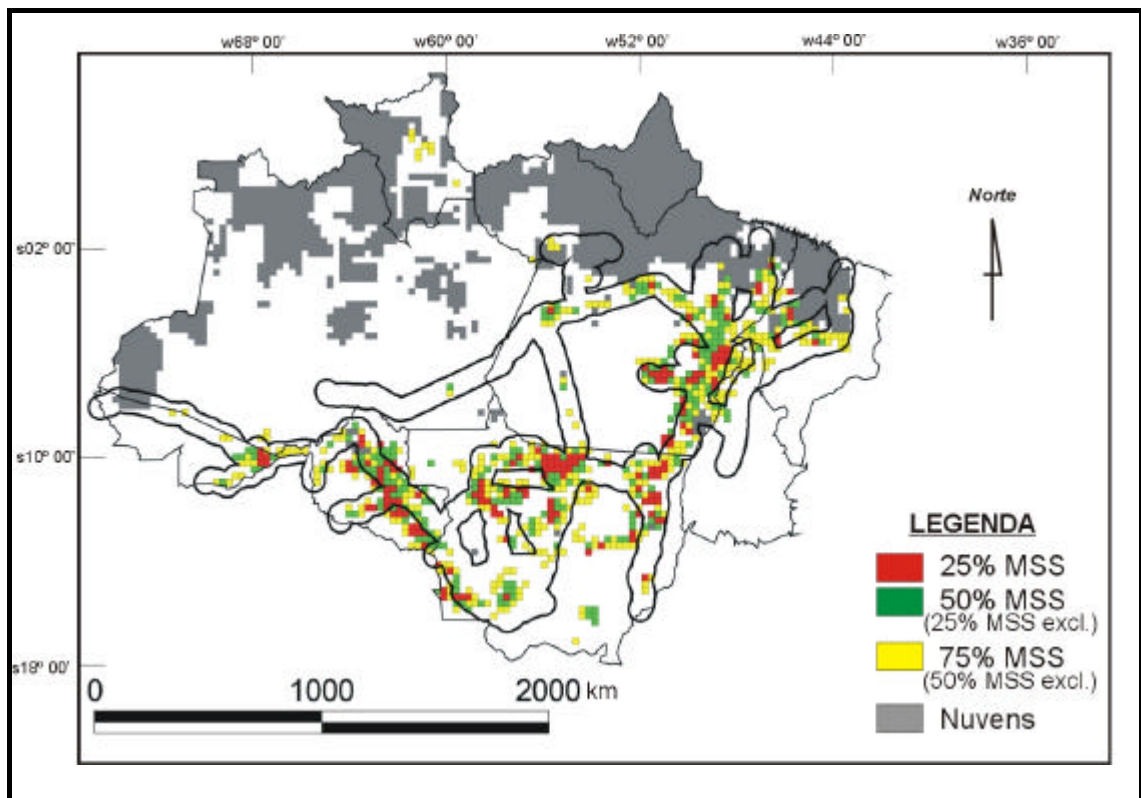 w68º 00’ w60º 00’ w52º 00’ w44º 00’ w36º 00’
Norte
s02º 00’
s10º 00’
s18º 00’
LEGENDA
25% MSS
50% MSS
(25% MSS excl.)
75% MSS
(50% MSS excl.)
Nuvens
0 1000 2000 km